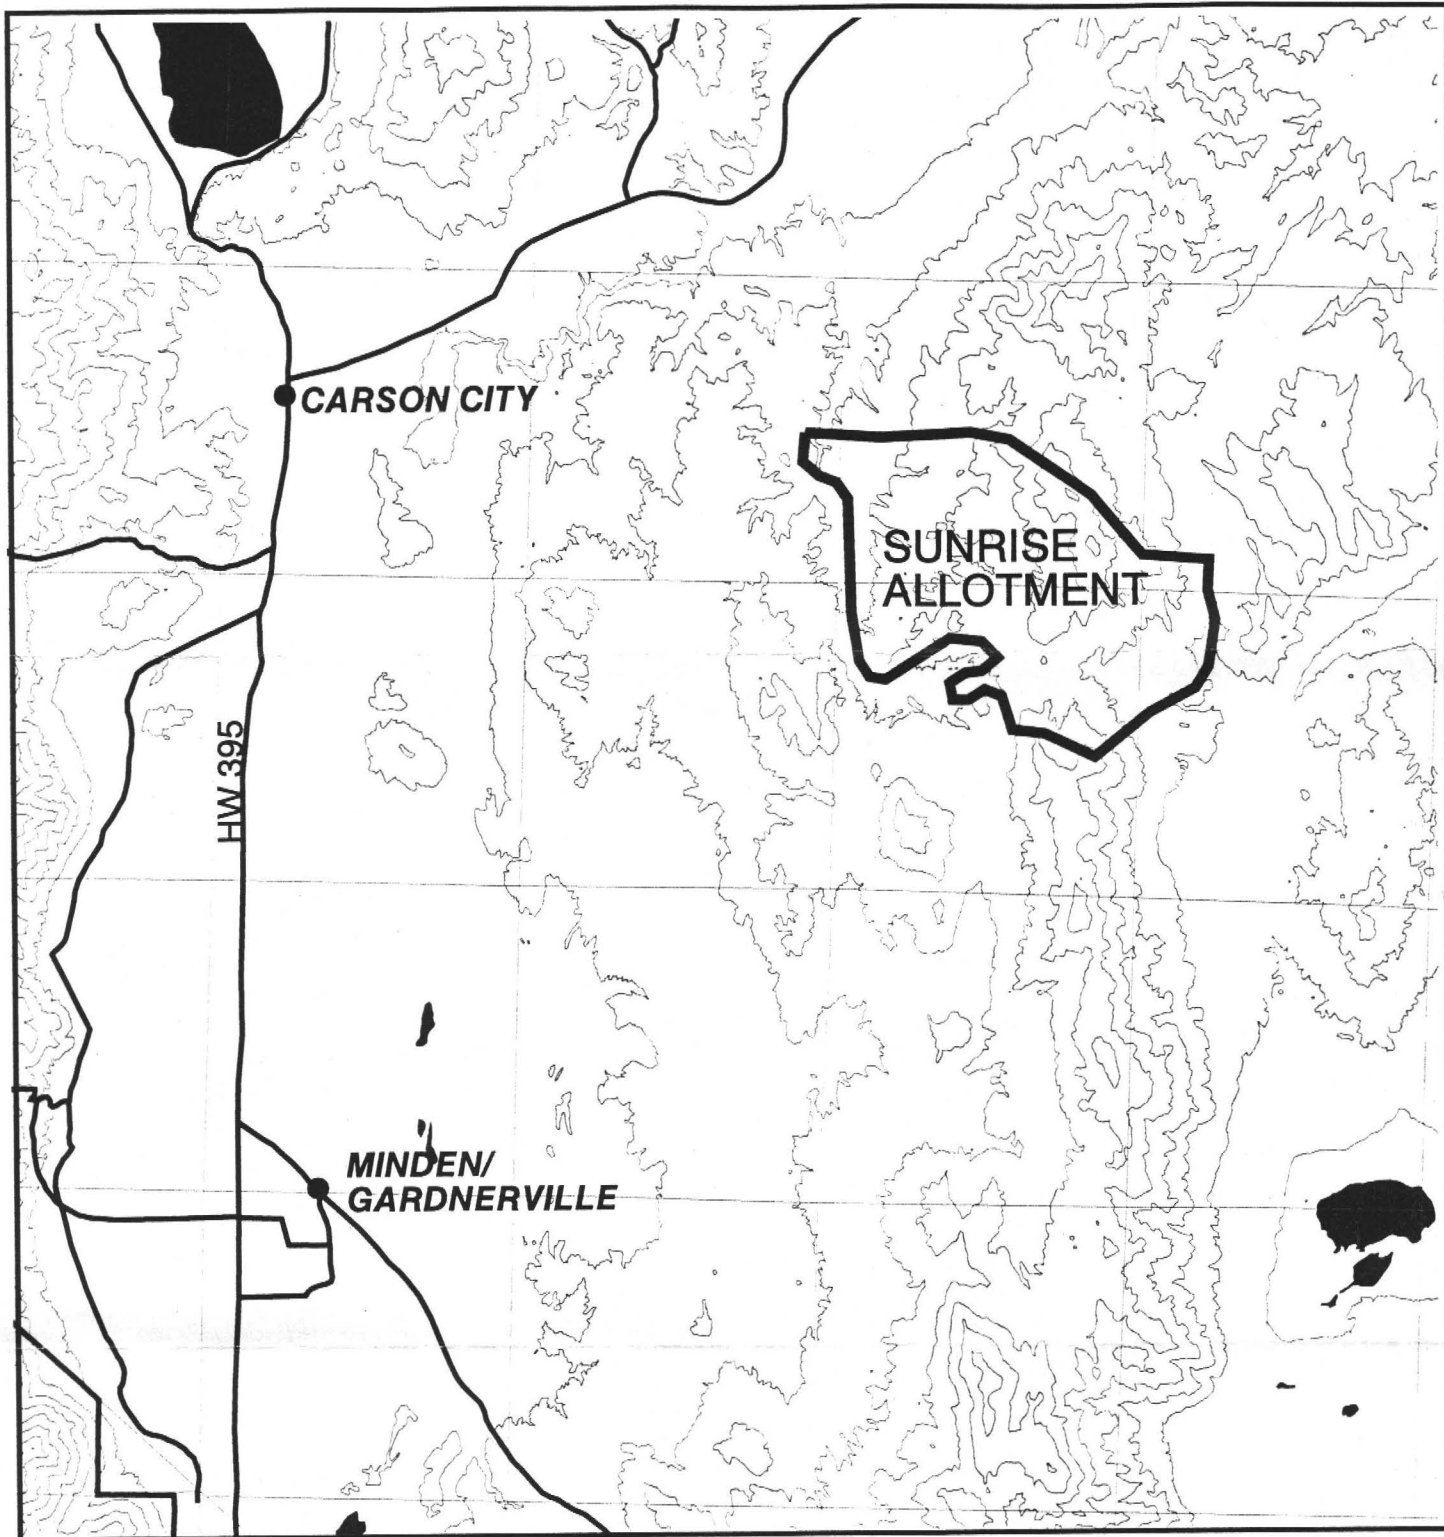 CARSON CITY
SUNRISE
ALLOTMENT
HW 395
MINDEN/
GARDNERVILLE